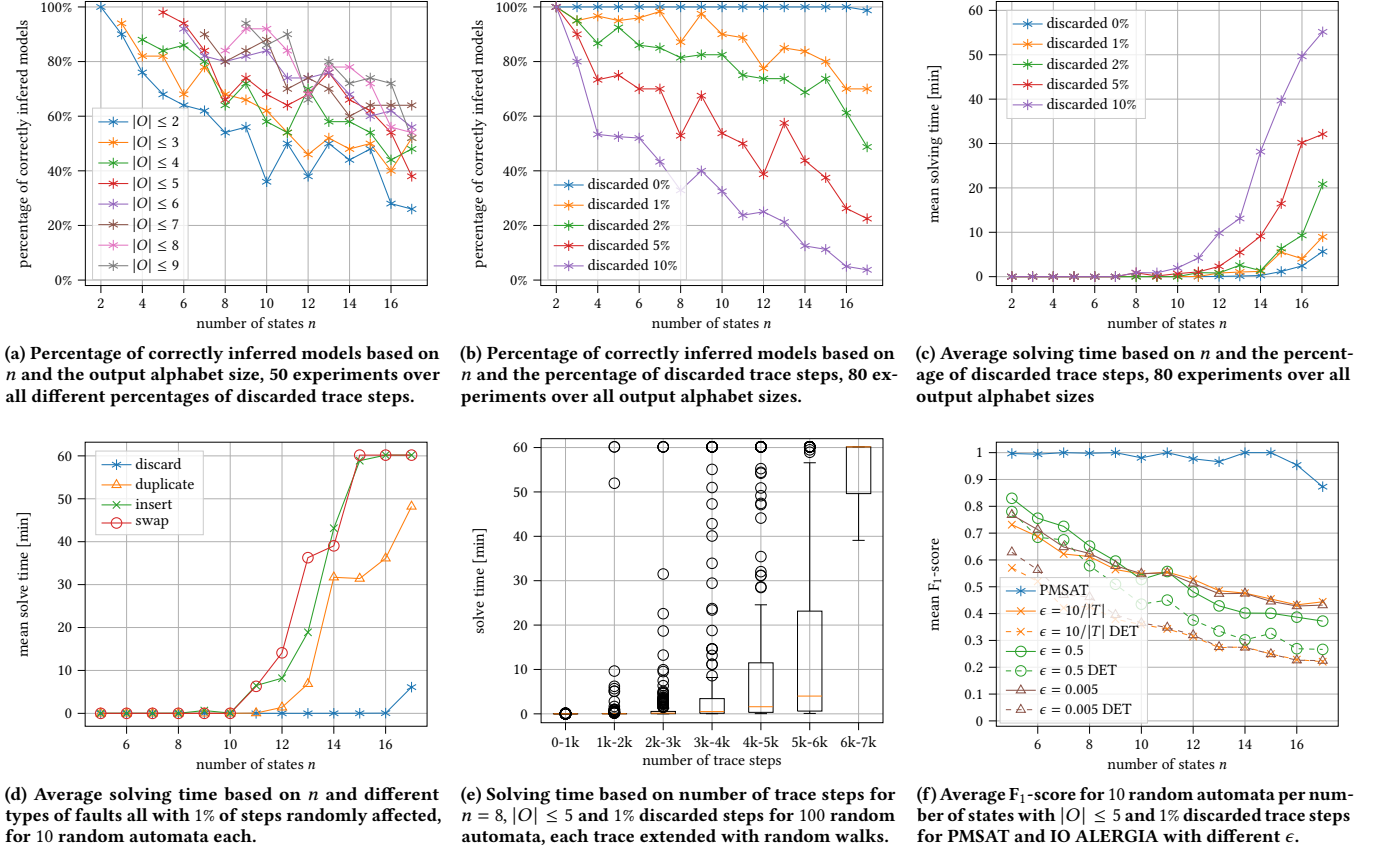 100%
80%
60%
40%
20%
0%
percentage of correctly inferred models
|O| ≤ 2
|O| ≤ 3
|O| ≤ 4
|O| ≤ 5
|O| ≤ 6
|O| ≤ 7
|O| ≤ 8
|O| ≤ 9
2 4 6 8 10 12 14 16
number of states n
(a) Percentage of correctly inferred models based on
n and the output alphabet size, 50 experiments over
all different percentages of discarded trace steps.
100%
80%
60%
40%
20%
0%
percentage of correctly inferred models
discarded 0%
discarded 1%
discarded 2%
discarded 5%
discarded 10%
2 4 6 8 10 12 14 16
number of states n
(b) Percentage of correctly inferred models based on
n and the percentage of discarded trace steps, 80 ex-
periments over all output alphabet sizes.
60
50
40
30
20
10
0
mean solving time [min]
discarded 0%
discarded 1%
discarded 2%
discarded 5%
discarded 10%
2 4 6 8 10 12 14 16
number of states n
(c) Average solving time based on n and the percent-
age of discarded trace steps, 80 experiments over all
output alphabet sizes
60
50
40
30
20
10
0
mean solve time [min]
discard
duplicate
insert
swap
6 8 10 12 14 16
number of states n
(d) Average solving time based on n and different
types of faults all with 1% of steps randomly affected,
for 10 random automata each.
60
50
40
30
20
10
0
solve time [min]
0-1k 1k-2k 2k-3k 3k-4k 4k-5k 5k-6k 6k-7k
number of trace steps
(e) Solving time based on number of trace steps for
n = 8, |O| ≤ 5 and 1% discarded steps for 100 random
automata, each trace extended with random walks.
1
0.9
0.8
0.7
0.6
0.5
0.4
0.3
0.2
0.1
0
mean F₁-score
PMSAT
ϵ = 10/|T|
ϵ = 10/|T| DET
ϵ = 0.5
ϵ = 0.5 DET
ϵ = 0.005
ϵ = 0.005 DET
6 8 10 12 14 16
number of states n
(f) Average F₁-score for 10 random automata per num-
ber of states with |O| ≤ 5 and 1% discarded trace steps
for PMSAT and IO ALERGIA with different ϵ.